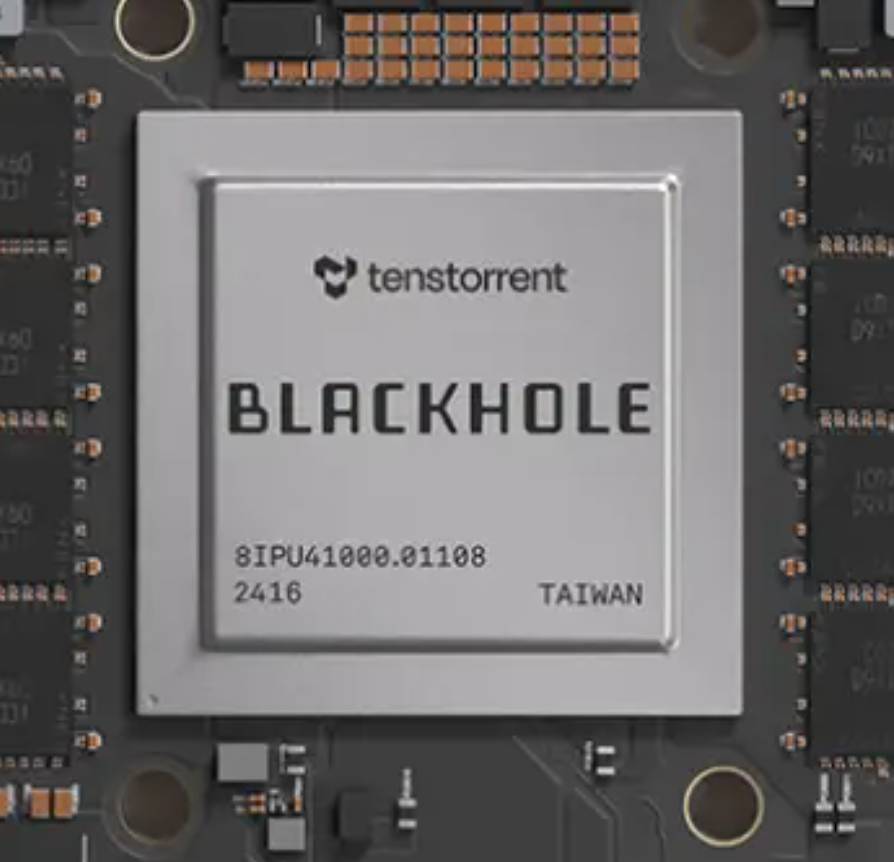 tenstorrent
BLACKHOLE
8IPU41000.01108
2416 TAIWAN